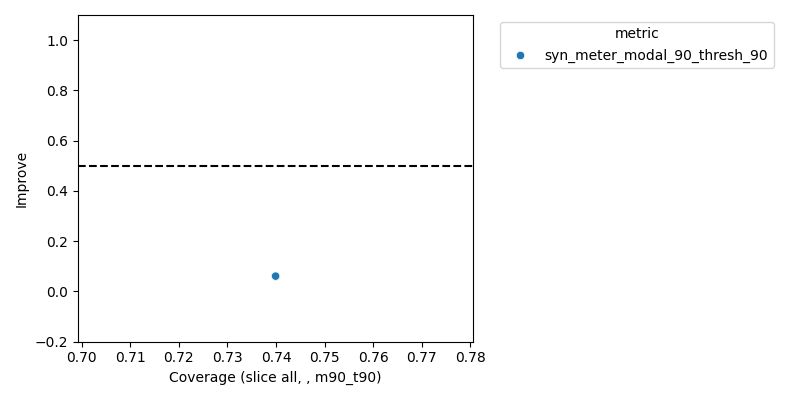 metric
syn_meter_modal_90_thresh_90
Improve
1.0
0.8
0.6
0.4
0.2
0.0
−0.2
0.70 0.71 0.72 0.73 0.74 0.75 0.76 0.77 0.78
Coverage (slice all, , m90_t90)